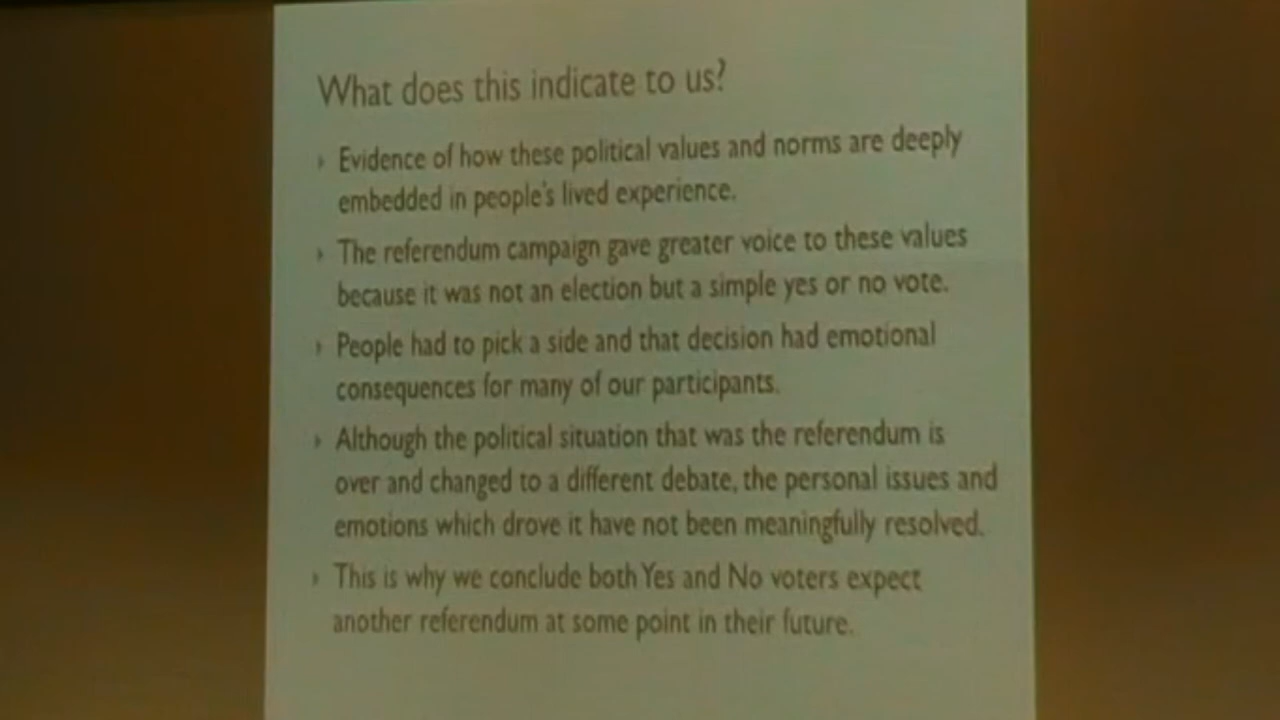 What does this indicate to us?
Evidence of how these political values and norms are deeply
embedded in people's lived experience.
The referendum campaign gave greater voice to these values
because it was not an election but a simple yes or no vote.
People had to pick a side and that decision had emotional
consequences for many of our participants.
Although the political situation that was the referendum is
over and changed to a different debate, the personal issues and
emotions which drove it have not been meaningfully resolved.
This is why we conclude both Yes and No voters expect
another referendum at some point in their future.